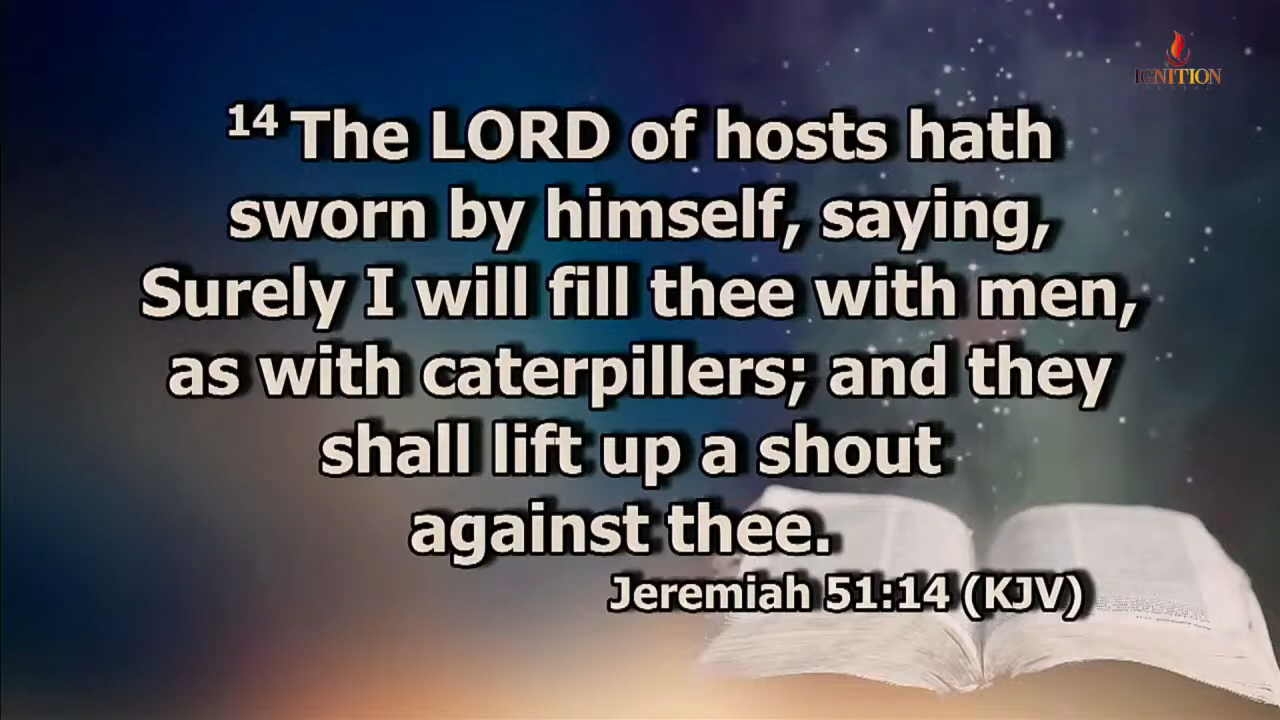 IGNITION
14 The LORD of hosts hath
sworn by himself, saying,
Surely I will fill thee with men,
as with caterpillers; and they
shall lift up a shout
against thee.
Jeremiah 51:14 (KJV)